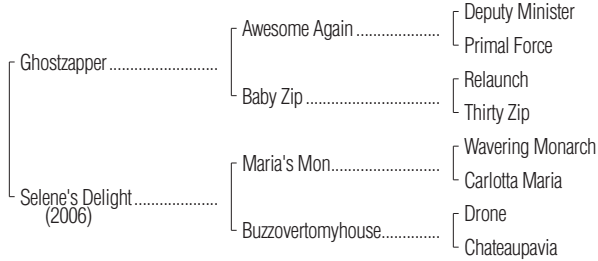 Deputy Minister
Awesome Again ..................
Primal Force
Ghostzapper ........................
Relaunch
Baby Zip .............................
Thirty Zip
Wavering Monarch
Maria's Mon........................
Carlotta Maria
Selene's Delight ..................
(2006)
Drone
Buzzovertomyhouse.............
Chateaupavia